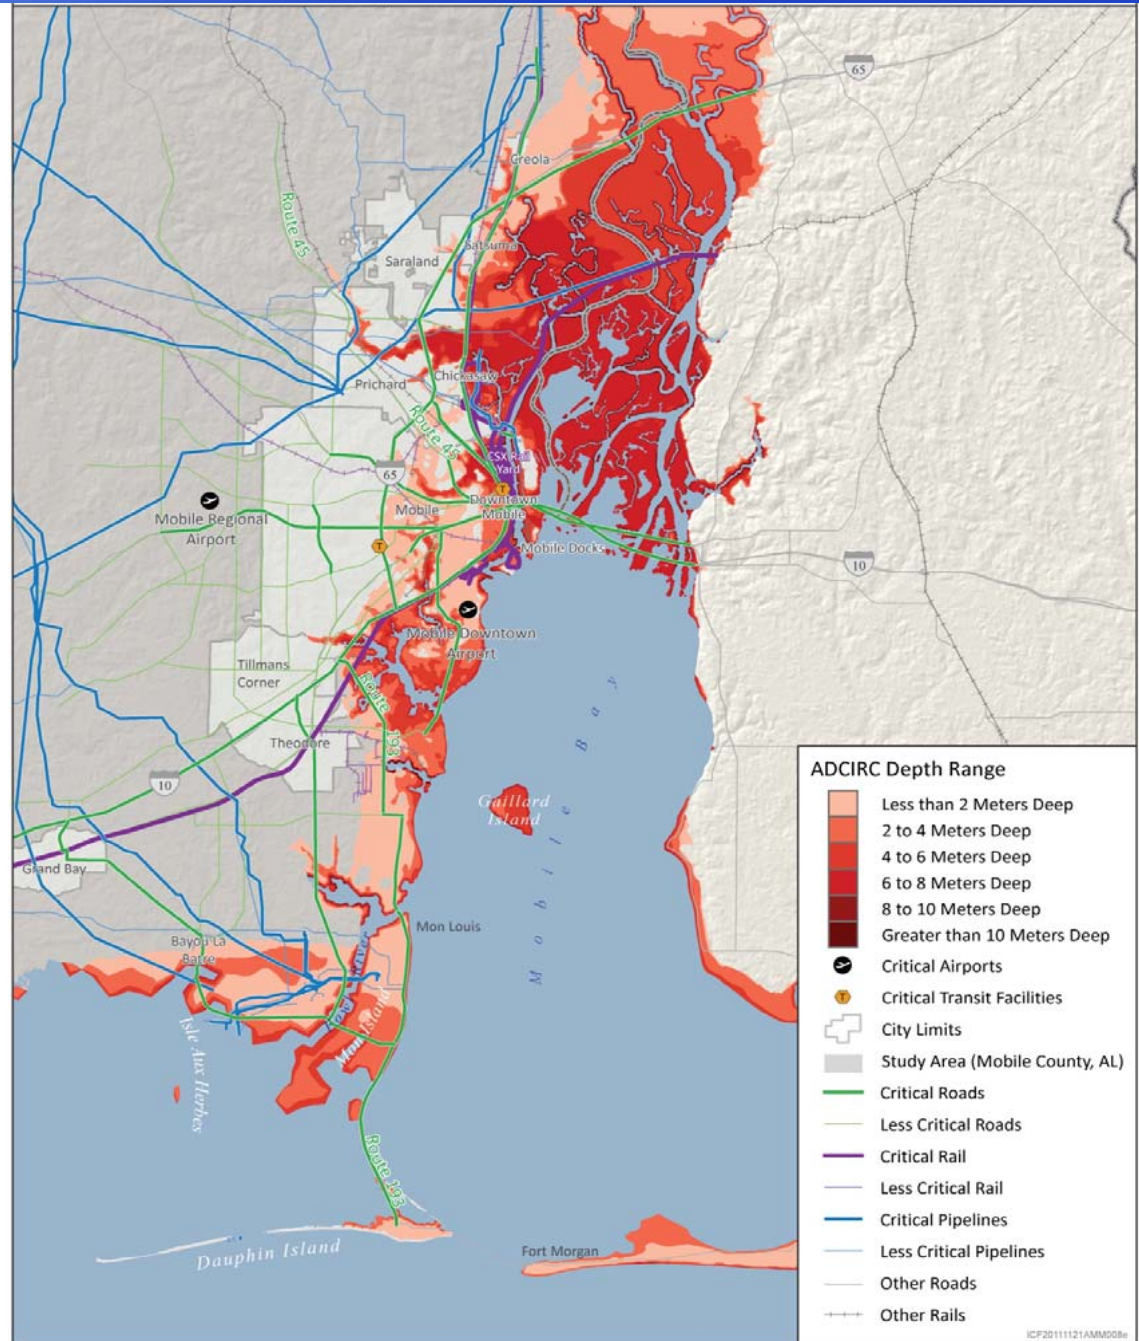 65
Creola
Route 45
Satsuma
Saraland
Chickasaw
Prichard
Route 45
CSX Rail
Yard
65
Downtown
Mobile
Mobile
Mobile Regional
Airport
Mobile Docks
10
Mobile Downtown
Airport
Tillmans
Corner
Route
193
Theodore
10
Gaillard
Island
Mobile Bay
Grand Bay
Mon Louis
Bayou La
Batre
River
Mon Island
Isle Aux Herbes
Route 193
Dauphin Island
Fort Morgan
ADCIRC Depth Range
Less than 2 Meters Deep
2 to 4 Meters Deep
4 to 6 Meters Deep
6 to 8 Meters Deep
8 to 10 Meters Deep
Greater than 10 Meters Deep
Critical Airports
T Critical Transit Facilities
City Limits
Study Area (Mobile County, AL)
Critical Roads
Less Critical Roads
Critical Rail
Less Critical Rail
Critical Pipelines
Less Critical Pipelines
Other Roads
Other Rails
ICF20111121AMM008e